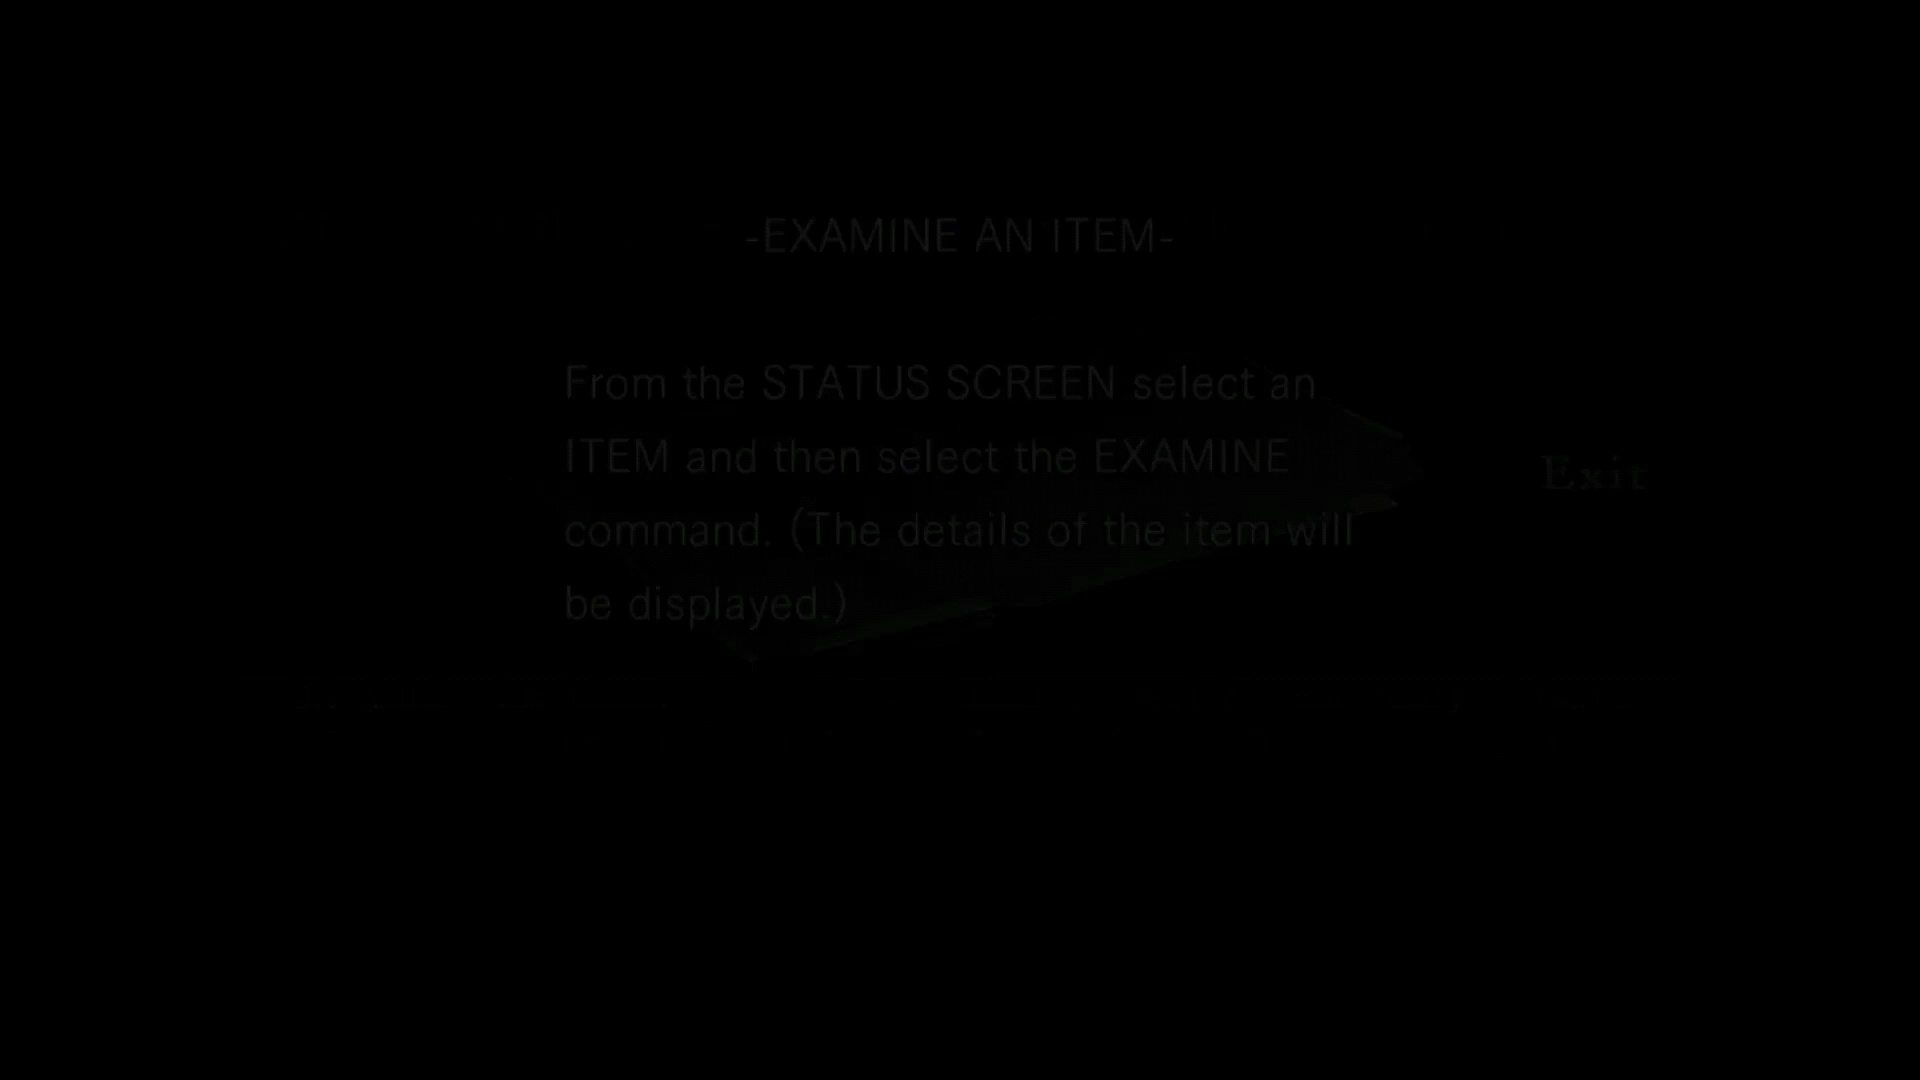 -EXAMINE AN ITEM-
From the STATUS SCREEN select an
ITEM and then select the EXAMINE
command. (The details of the item will
be displayed.)
Exit